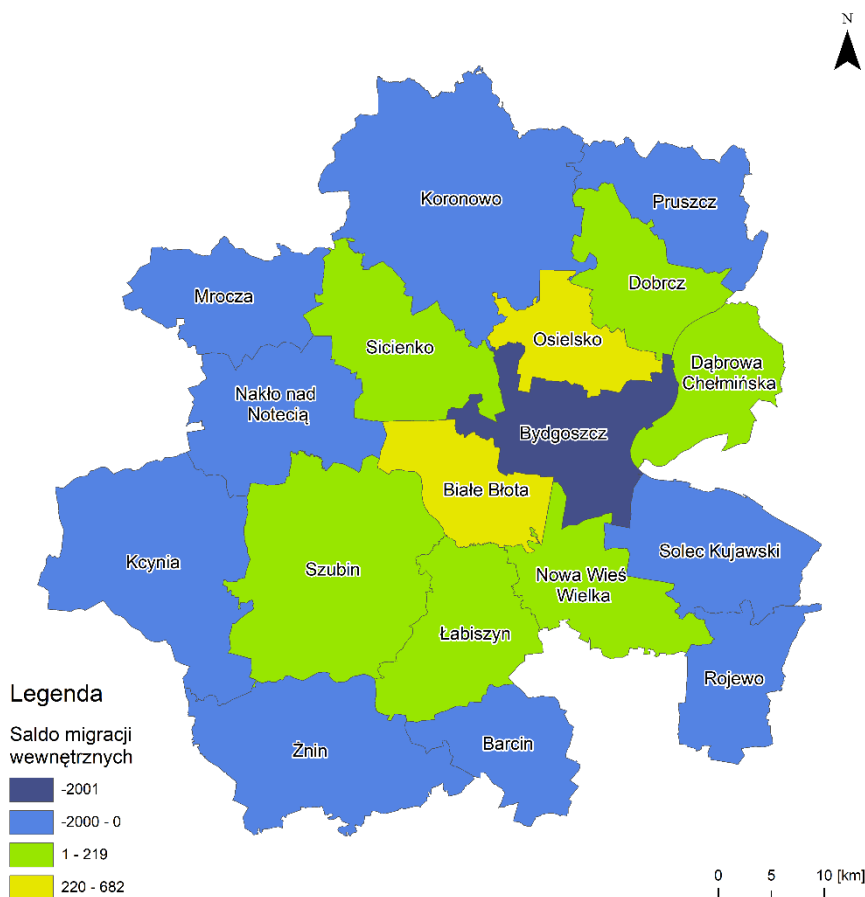 N
Koronowo
Pruszcz
Mrocza
Dobrcz
Sicienko
Osielsko
Dąbrowa
Chełmińska
Nakło nad
Notecią
Bydgoszcz
Białe Błota
Kcynia
Szubin
Solec Kujawski
Nowa Wieś
Wielka
Łabiszyn
Rojewo
Żnin
Barcin
Legenda
Saldo migracji
wewnętrznych
-2001
-2000 - 0
1 - 219
220 - 682
0 5 10 [km]